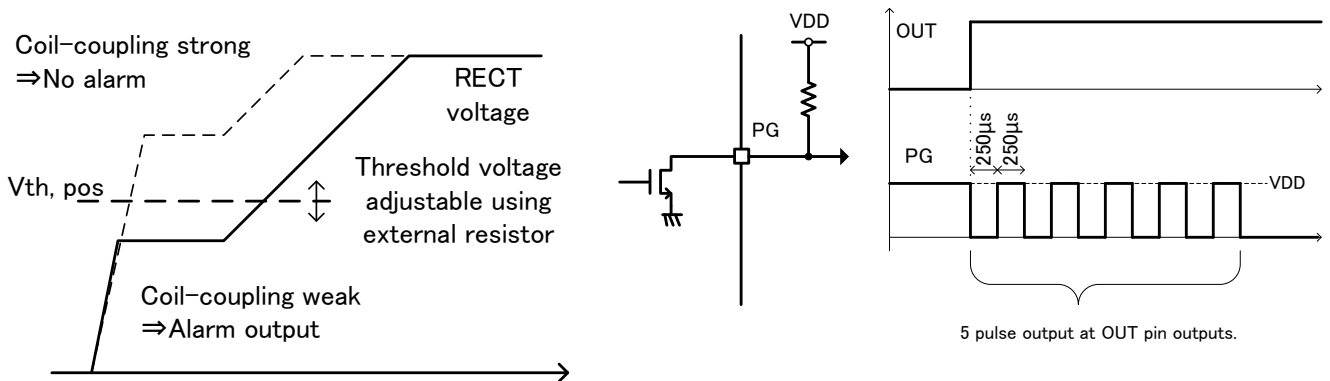 Coil-coupling strong
⇒No alarm
RECT
voltage
Vth, pos
Threshold voltage
adjustable using
external resistor
Coil-coupling weak
⇒Alarm output
VDD
PG
OUT
250μs
250μs
PG
VDD
5 pulse output at OUT pin outputs.